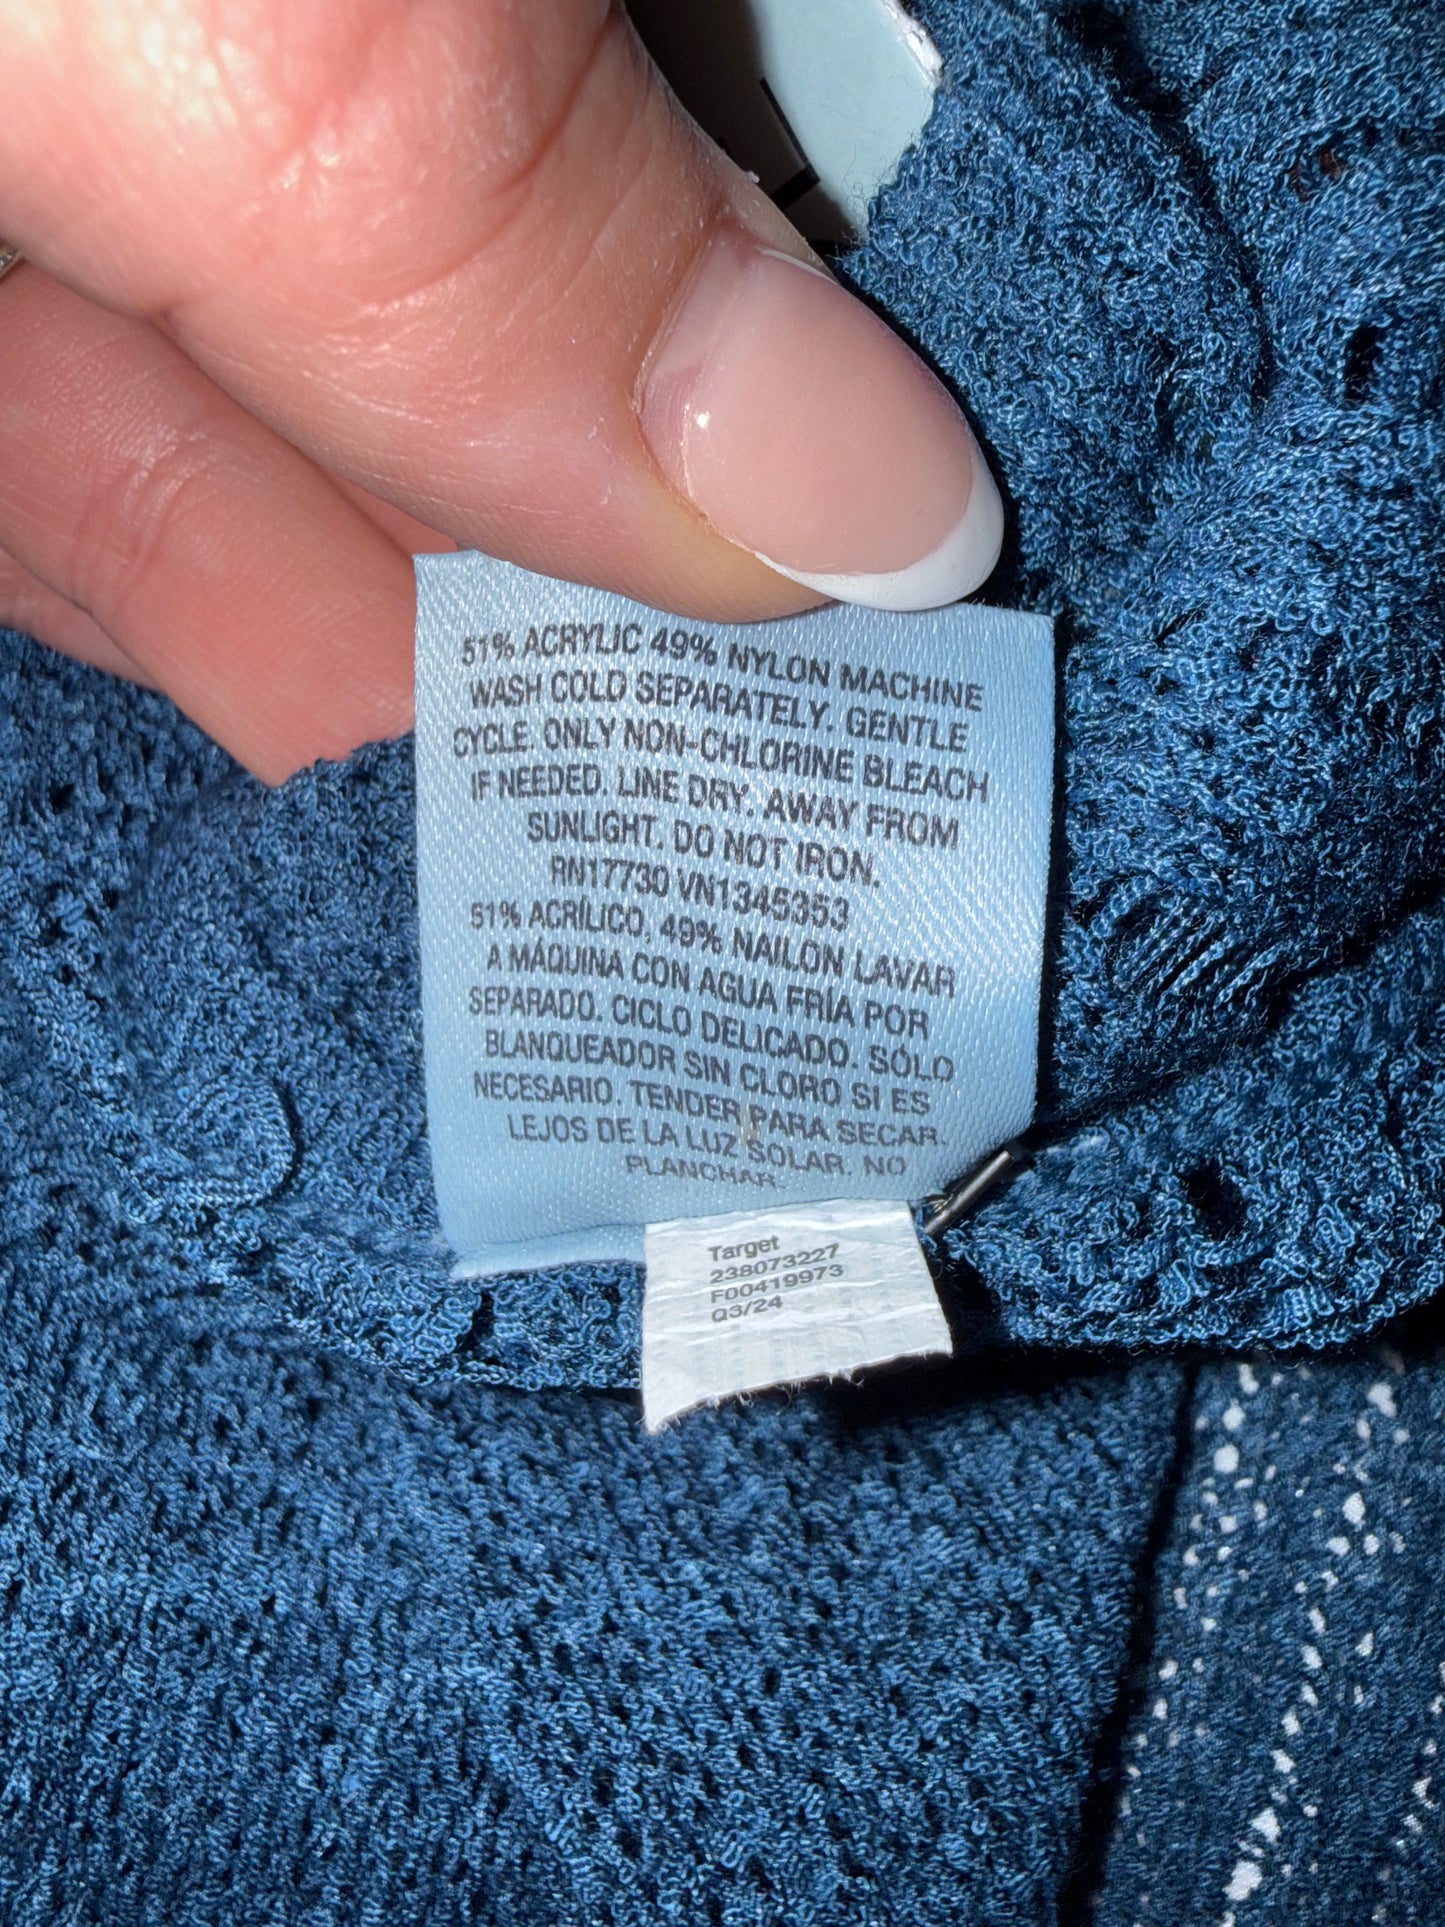 51% ACRYLIC 49% NYLON MACHINE
WASH COLD SEPARATELY. GENTLE
CYCLE. ONLY NON-CHLORINE BLEACH
IF NEEDED. LINE DRY. AWAY FROM
SUNLIGHT. DO NOT IRON.
RN17730 VN1345353
51% ACRÍLICO, 49% NAILON LAVAR
A MÁQUINA CON AGUA FRÍA POR
SEPARADO. CICLO DELICADO. SÓLO
BLANQUEADOR SIN CLORO SI ES
NECESARIO. TENDER PARA SECAR.
LEJOS DE LA LUZ SOLAR. NO
PLANCHAR.
Target
238073227
F00419973
Q3/24